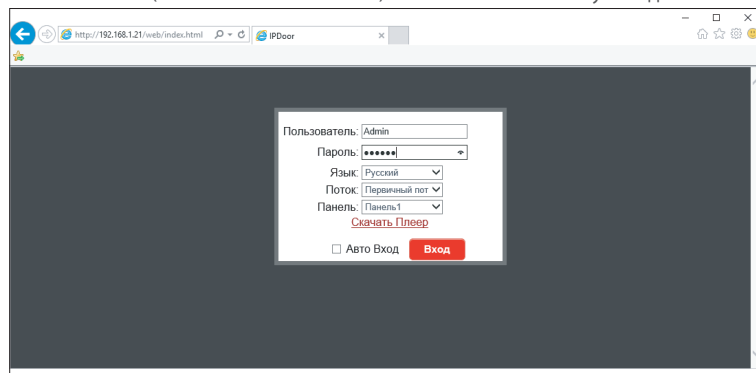 http://192.168.1.21/web/index.html
IPDoor
Пользователь: Admin
Пароль: ●●●●●●
Язык: Русский
Поток: Первичный пот
Панель: Панель1
Скачать Плеер
Авто Вход Вход